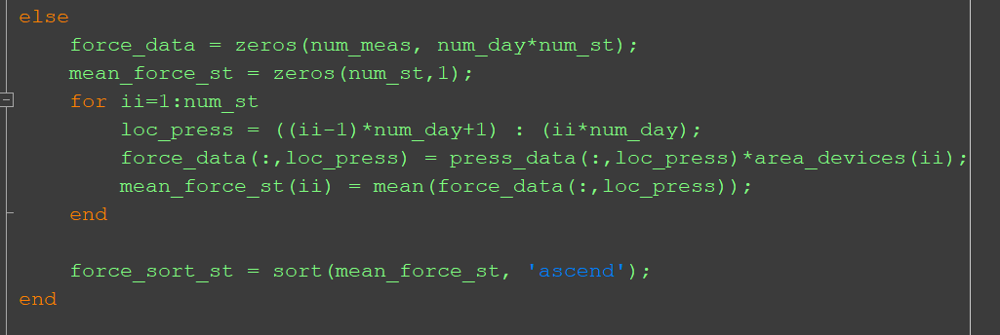 else
    force_data = zeros(num_meas, num_day*num_st);
    mean_force_st = zeros(num_st,1);
    for ii=1:num_st
        loc_press = ((ii-1)*num_day+1) : (ii*num_day);
        force_data(:,loc_press) = press_data(:,loc_press)*area_devices(ii);
        mean_force_st(ii) = mean(force_data(:,loc_press));
    end

    force_sort_st = sort(mean_force_st, 'ascend');
end